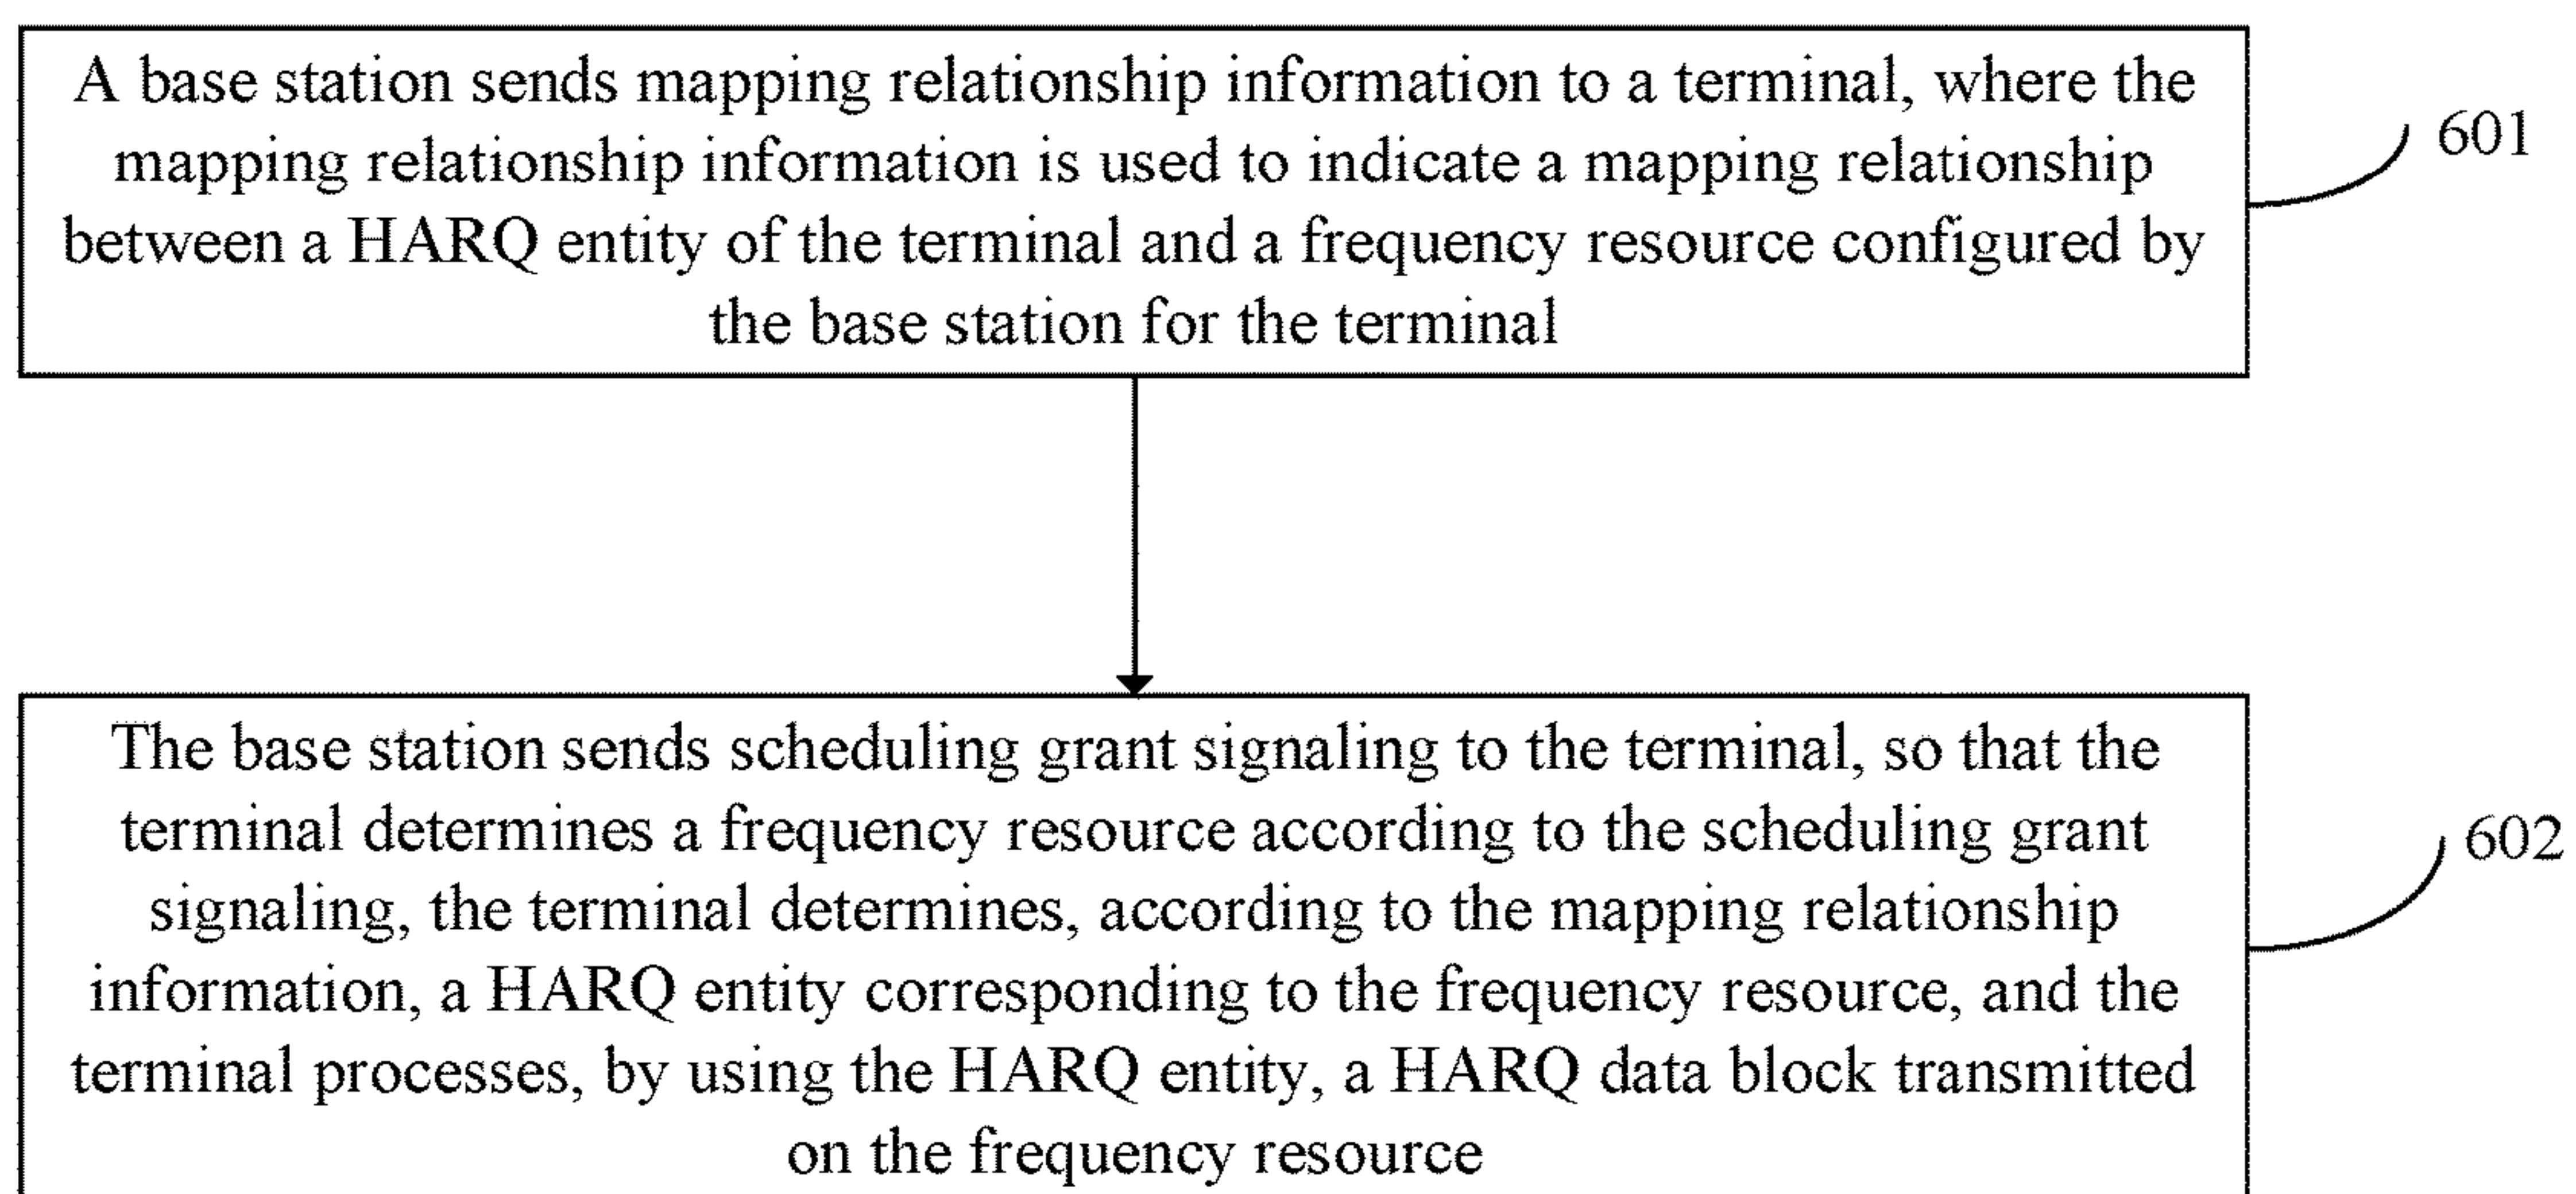 A base station sends mapping relationship information to a terminal, where the
mapping relationship information is used to indicate a mapping relationship
between a HARQ entity of the terminal and a frequency resource configured by
the base station for the terminal
601
The base station sends scheduling grant signaling to the terminal, so that the
terminal determines a frequency resource according to the scheduling grant
signaling, the terminal determines, according to the mapping relationship
information, a HARQ entity corresponding to the frequency resource, and the
terminal processes, by using the HARQ entity, a HARQ data block transmitted
on the frequency resource
602